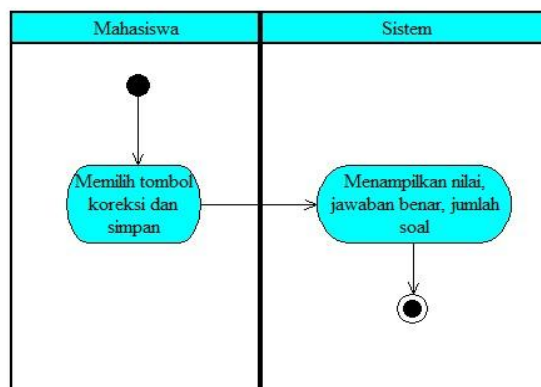 Mahasiswa
Sistem
Memilih tombol
koreksi dan
simpan
Menampilkan nilai,
jawaban benar, jumlah
soal